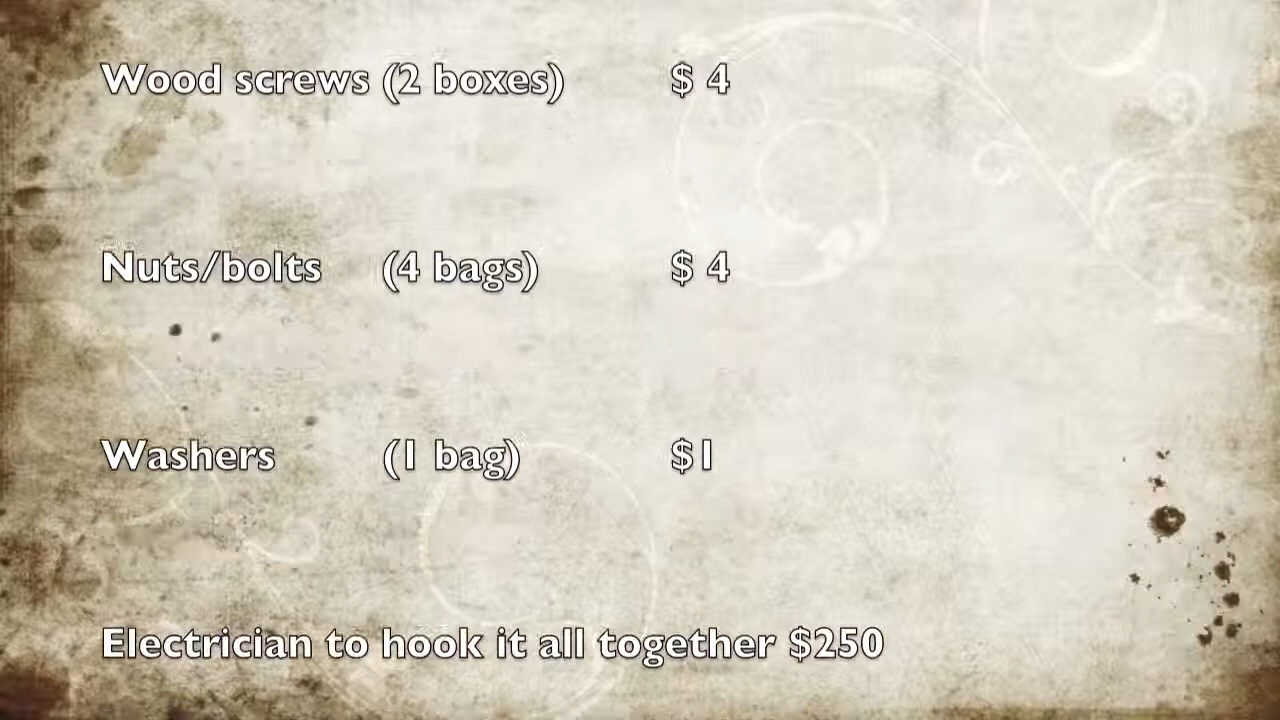 Wood screws (2 boxes) $ 4
Nuts/bolts (4 bags) $ 4
Washers (1 bag) $1
Electrician to hook it all together $250